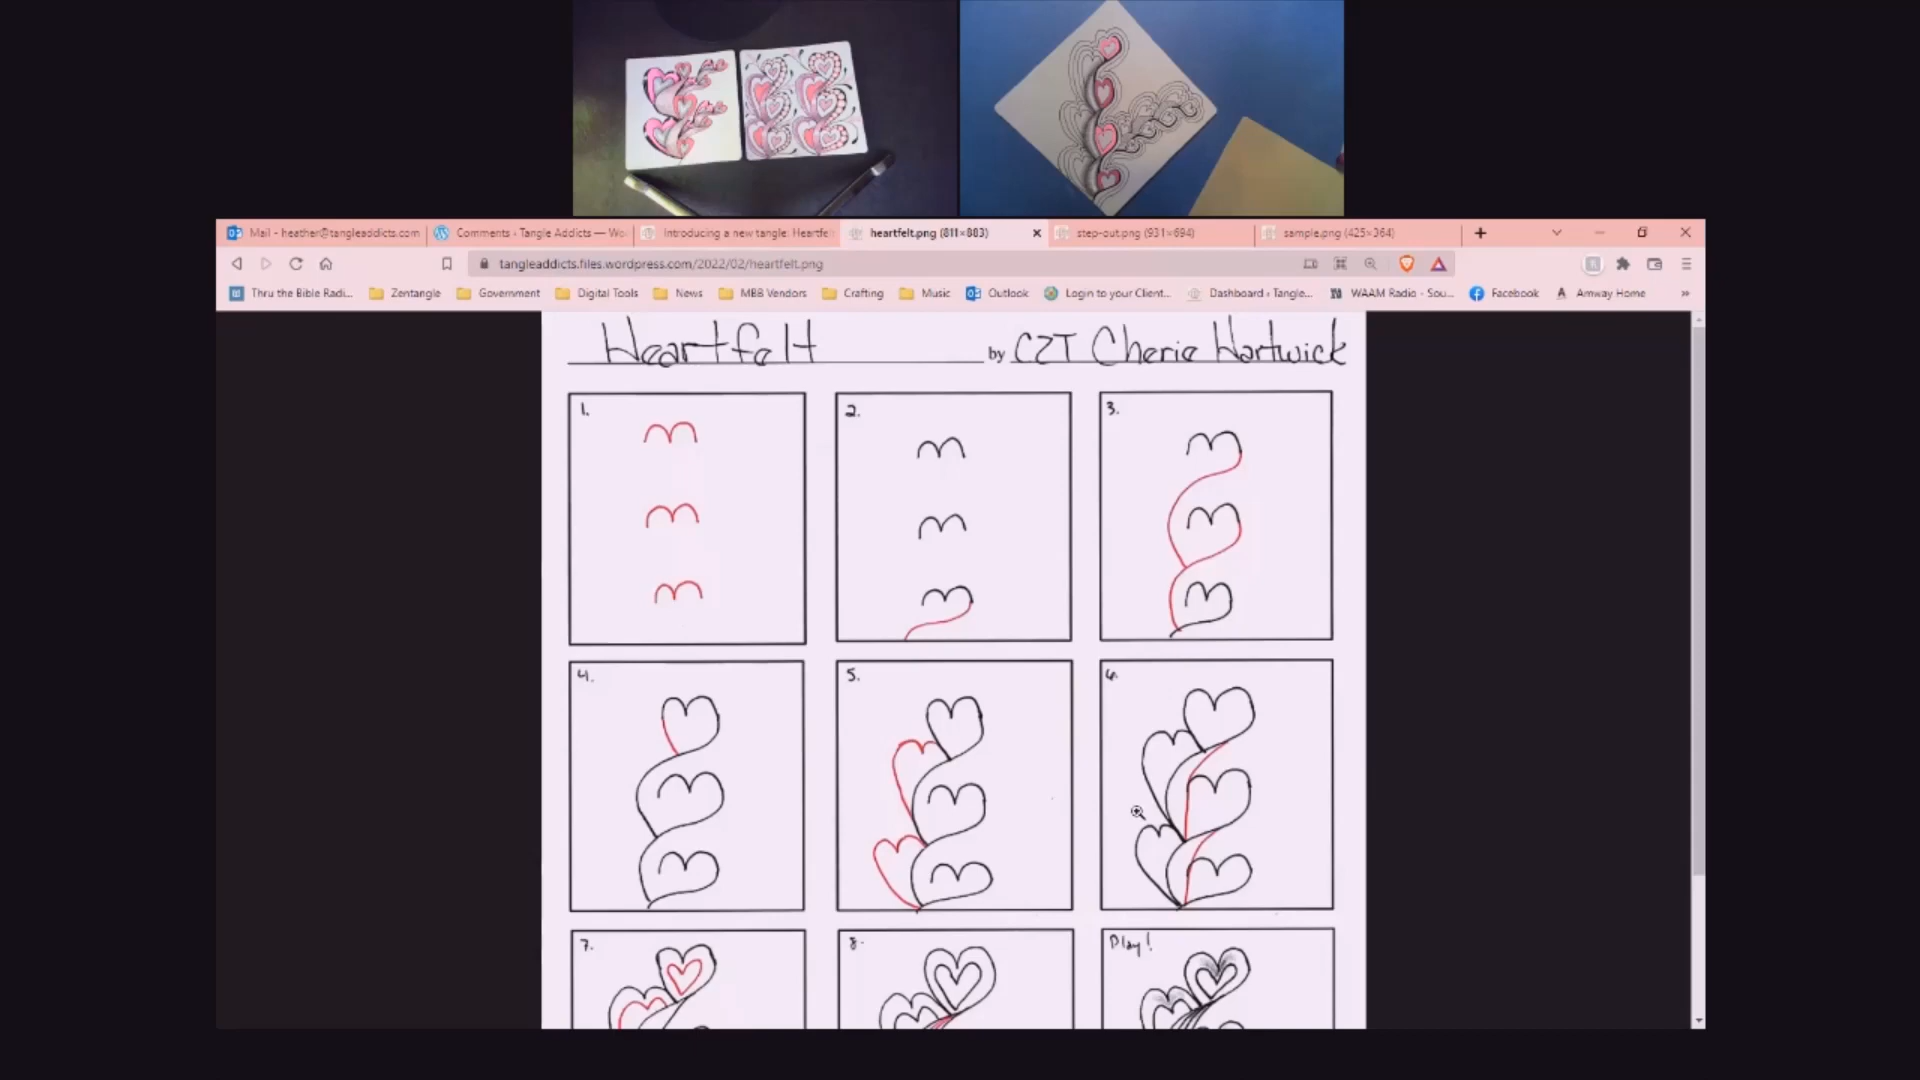 Mail - heather@tangleaddicts.com
Comments ‹ Tangle Addicts — Wo
Introducing a new tangle: Heartfe
heartfelt.png (811×883)
step-out.png (931×694)
sample.png (425×364)
tangleaddicts.files.wordpress.com/2022/02/heartfelt.png
Thru the Bible Radi...
Zentangle
Government
Digital Tools
News
MBB Vendors
Crafting
Music
Outlook
Login to your Client...
Dashboard ‹ Tangle...
WAAM Radio - Sou...
Facebook
Amway Home
»
Heartfelt by CZT Cherie Hartwick
1.
2.
3.
4.
5.
6.
7.
8.
Play!